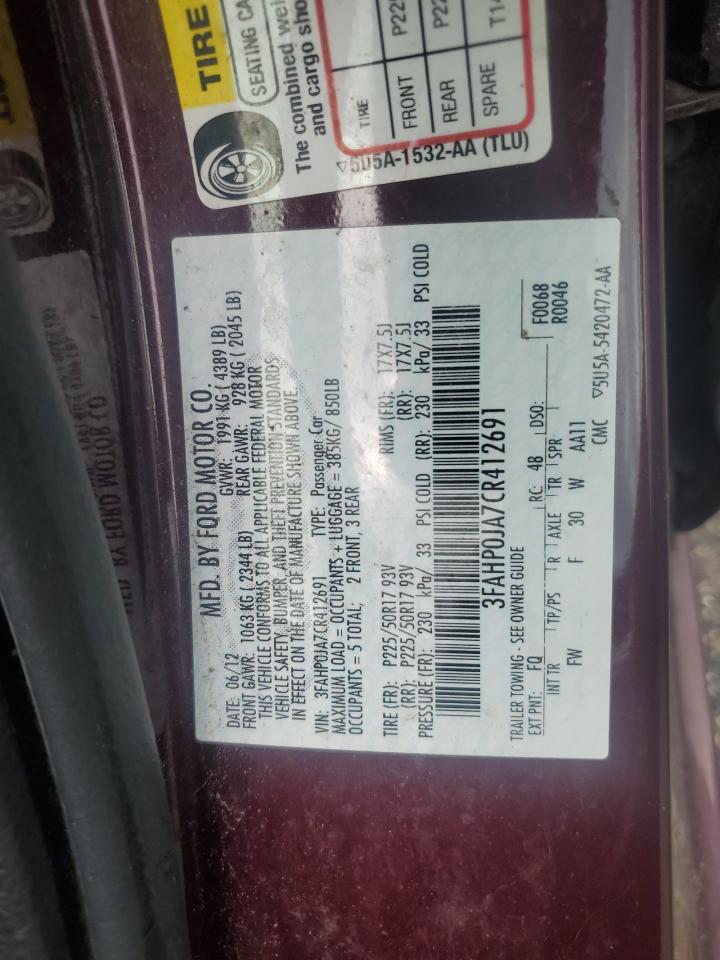 MFD. BY FORD MOTOR CO.
DATE: 06/12 GVWR: 1991 KG ( 4389 LB)
FRONT GAWR: 1063 KG ( 2344 LB) REAR GAWR: 928 KG ( 2045 LB)
THIS VEHICLE CONFORMS TO ALL APPLICABLE FEDERAL MOTOR
VEHICLE SAFETY, BUMPER, AND THEFT PREVENTION STANDARDS
IN EFFECT ON THE DATE OF MANUFACTURE SHOWN ABOVE.
VIN: 3FAHP0JA7CR412691 TYPE: Passenger Car
MAXIMUM LOAD = OCCUPANTS + LUGGAGE = 385KG/ 850LB
OCCUPANTS = 5 TOTAL; 2 FRONT, 3 REAR
TIRE (FR): P225/50R17 93V RIMS (FR): 17X7.5J
(RR): P225/50R17 93V (RR): 17X7.5J
PRESSURE (FR): 230 kPa/ 33 PSI COLD (RR): 230 kPa/ 33 PSI COLD
3FAHP0JA7CR412691
TRAILER TOWING - SEE OWNER GUIDE
EXT PNT: FQ RC: 48 DSO: F0068
R0046
INT TR TP/PS R AXLE TR SPR
FW F 30 W AA11
CMC
▽5U5A-5420472-AA
TIRE
SEATING CA
The combined wei
and cargo sho
TIRE
FRONT P225
REAR P22
SPARE T14
▽5U5A-1532-AA (TLU)